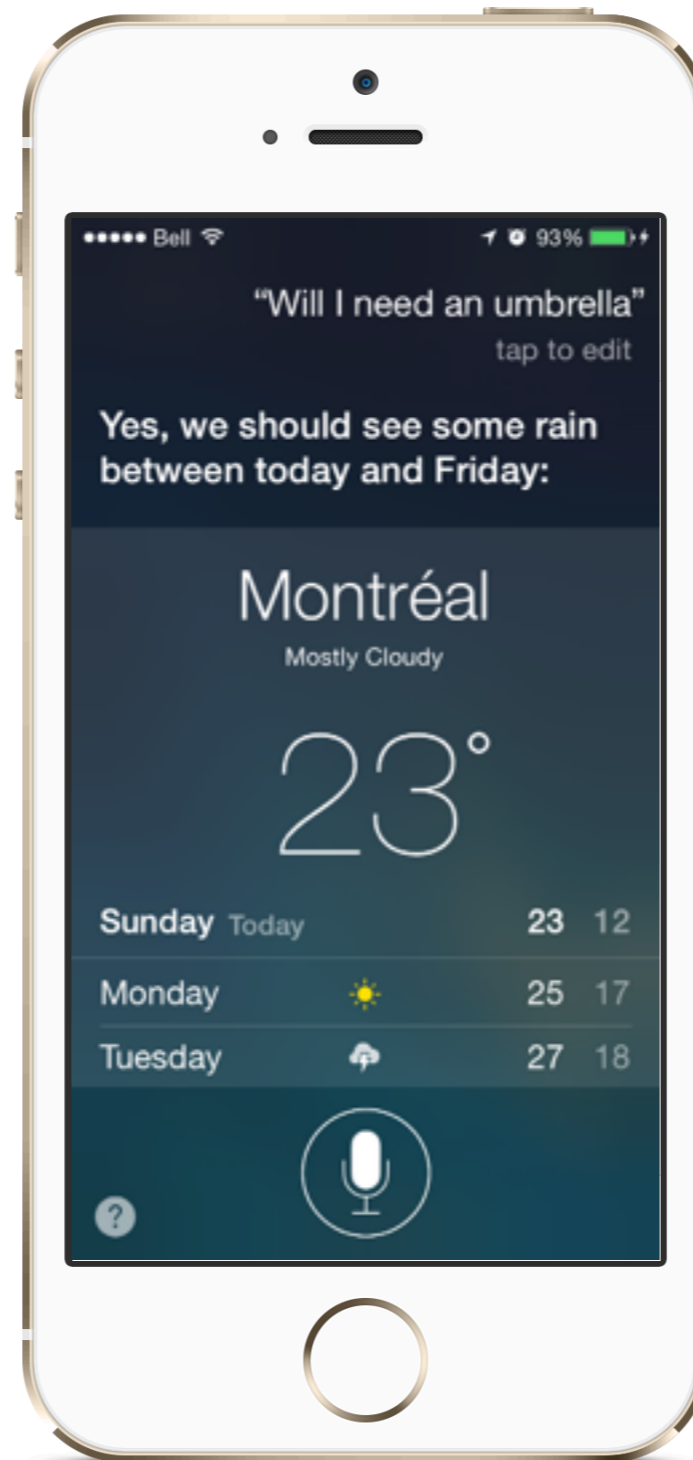 Bell 93%
“Will I need an umbrella”
tap to edit
Yes, we should see some rain
between today and Friday:
Montréal
Mostly Cloudy
23°
Sunday Today 23 12
Monday 25 17
Tuesday 27 18
?